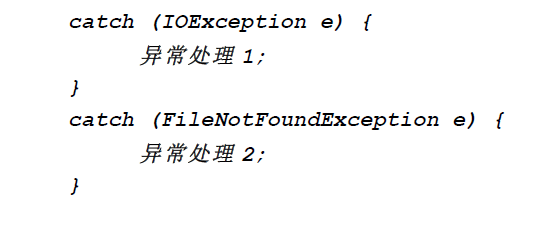 catch (IOException e) {
异常处理 1;
}
catch (FileNotFoundException e) {
异常处理 2;
}